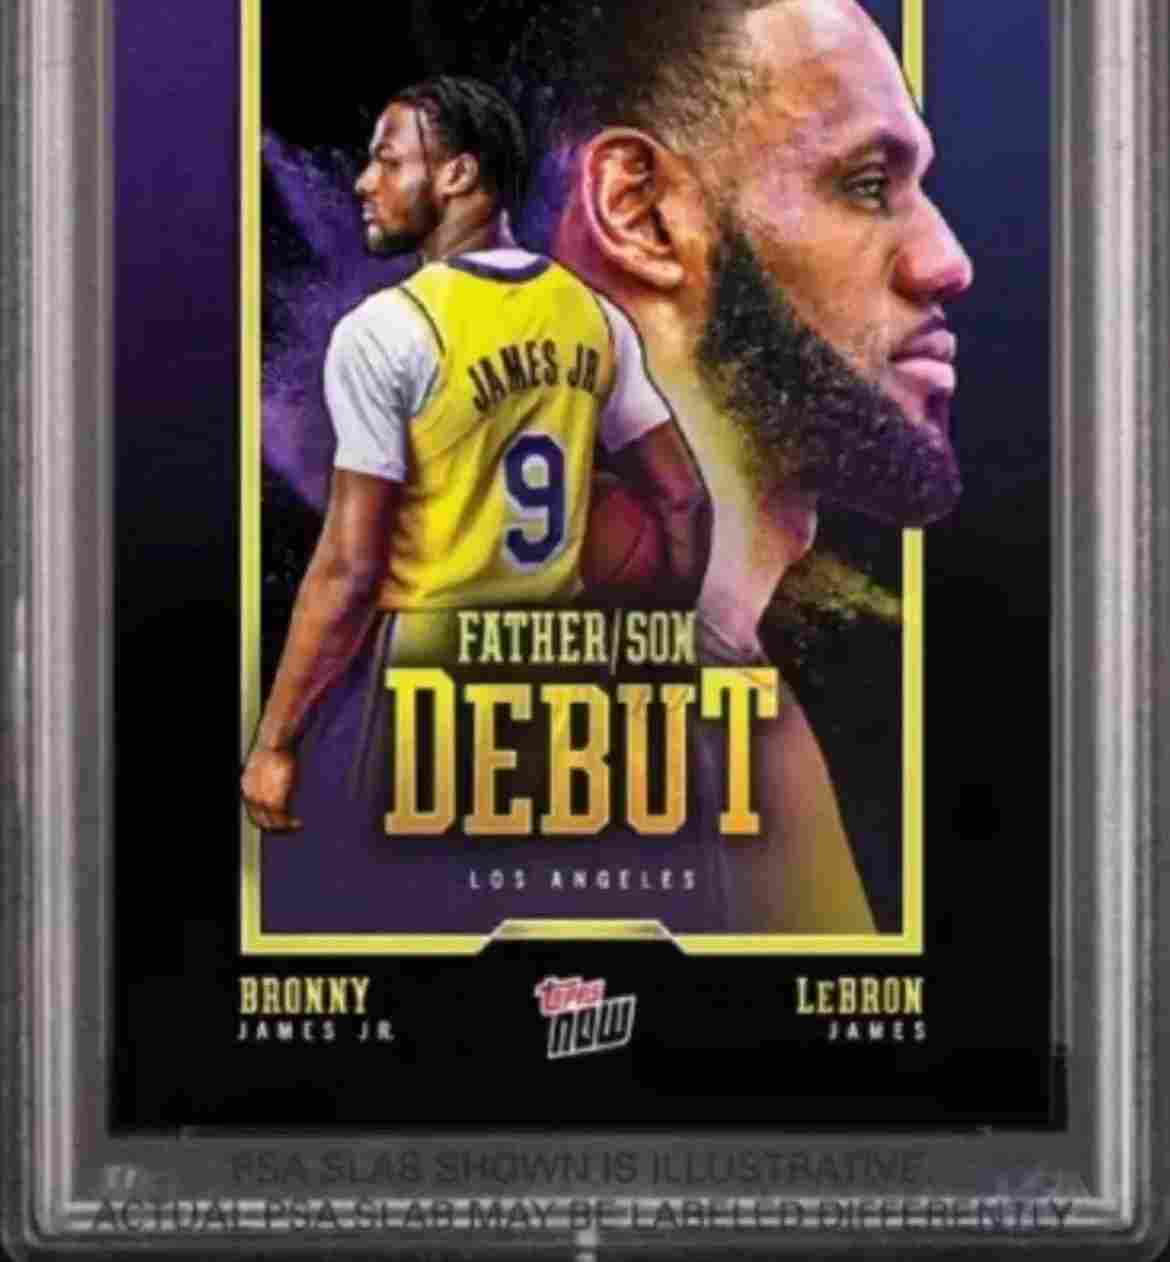 JAMES JR.
9
FATHER/SON
DEBUT
LOS ANGELES
BRONNY
JAMES JR.
topps
now
LEBRON
JAMES
PSA SLAB SHOWN IS ILLUSTRATIVE.
ACTUAL PSA SLAB MAY BE LABELLED DIFFERENTLY